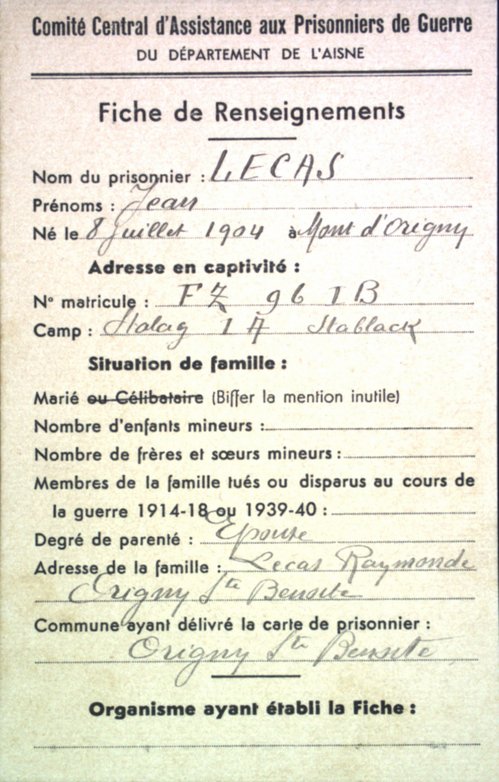 Comité Central d'Assistance aux Prisonniers de Guerre
DU DÉPARTEMENT DE L'AISNE
Fiche de Renseignements
Nom du prisonnier : LECAS
Prénoms : Jean
Né le 8 Juillet 1904 à Mont d'Origny
Adresse en captivité :
N° matricule : FZ 96 1 B
Camp : Stalag 1 A Stablack
Situation de famille :
Marié ou Célibataire (Biffer la mention inutile)
Nombre d'enfants mineurs :
Nombre de frères et sœurs mineurs :
Membres de la famille tués ou disparus au cours de
la guerre 1914-18 ou 1939-40 :
Degré de parenté : Epouse
Adresse de la famille : Lecas Raymonde
Origny Ste Benoite
Commune ayant délivré la carte de prisonnier :
Origny Ste Benoite
Organisme ayant établi la Fiche :